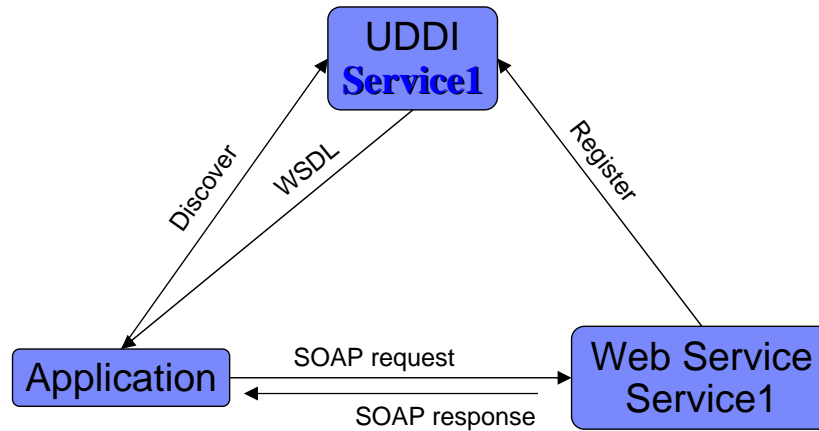 UDDI
Service1
Discover
WSDL
Register
Application
SOAP request
SOAP response
Web Service
Service1